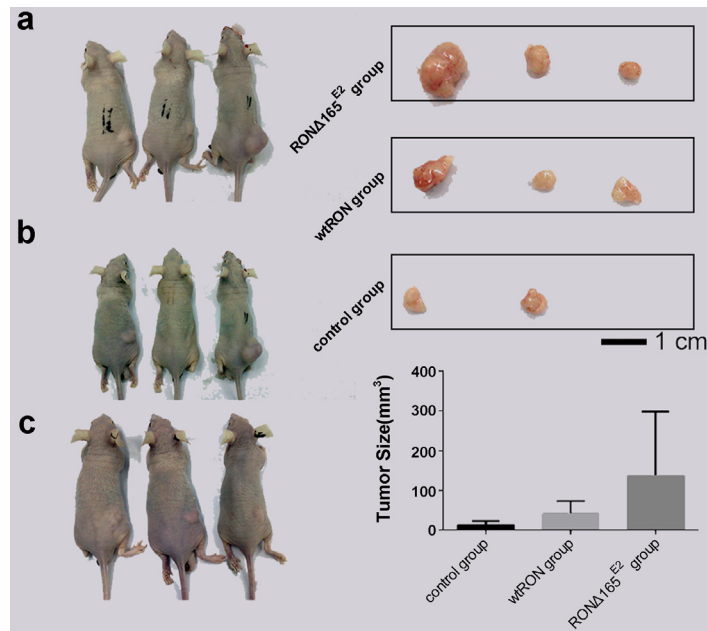 a
RONΔ165E2 group
wtRON group
b
control group
1 cm
c
Tumor Size(mm3)
400
300
200
100
0
control group
wtRON group
RONΔ165E2 group